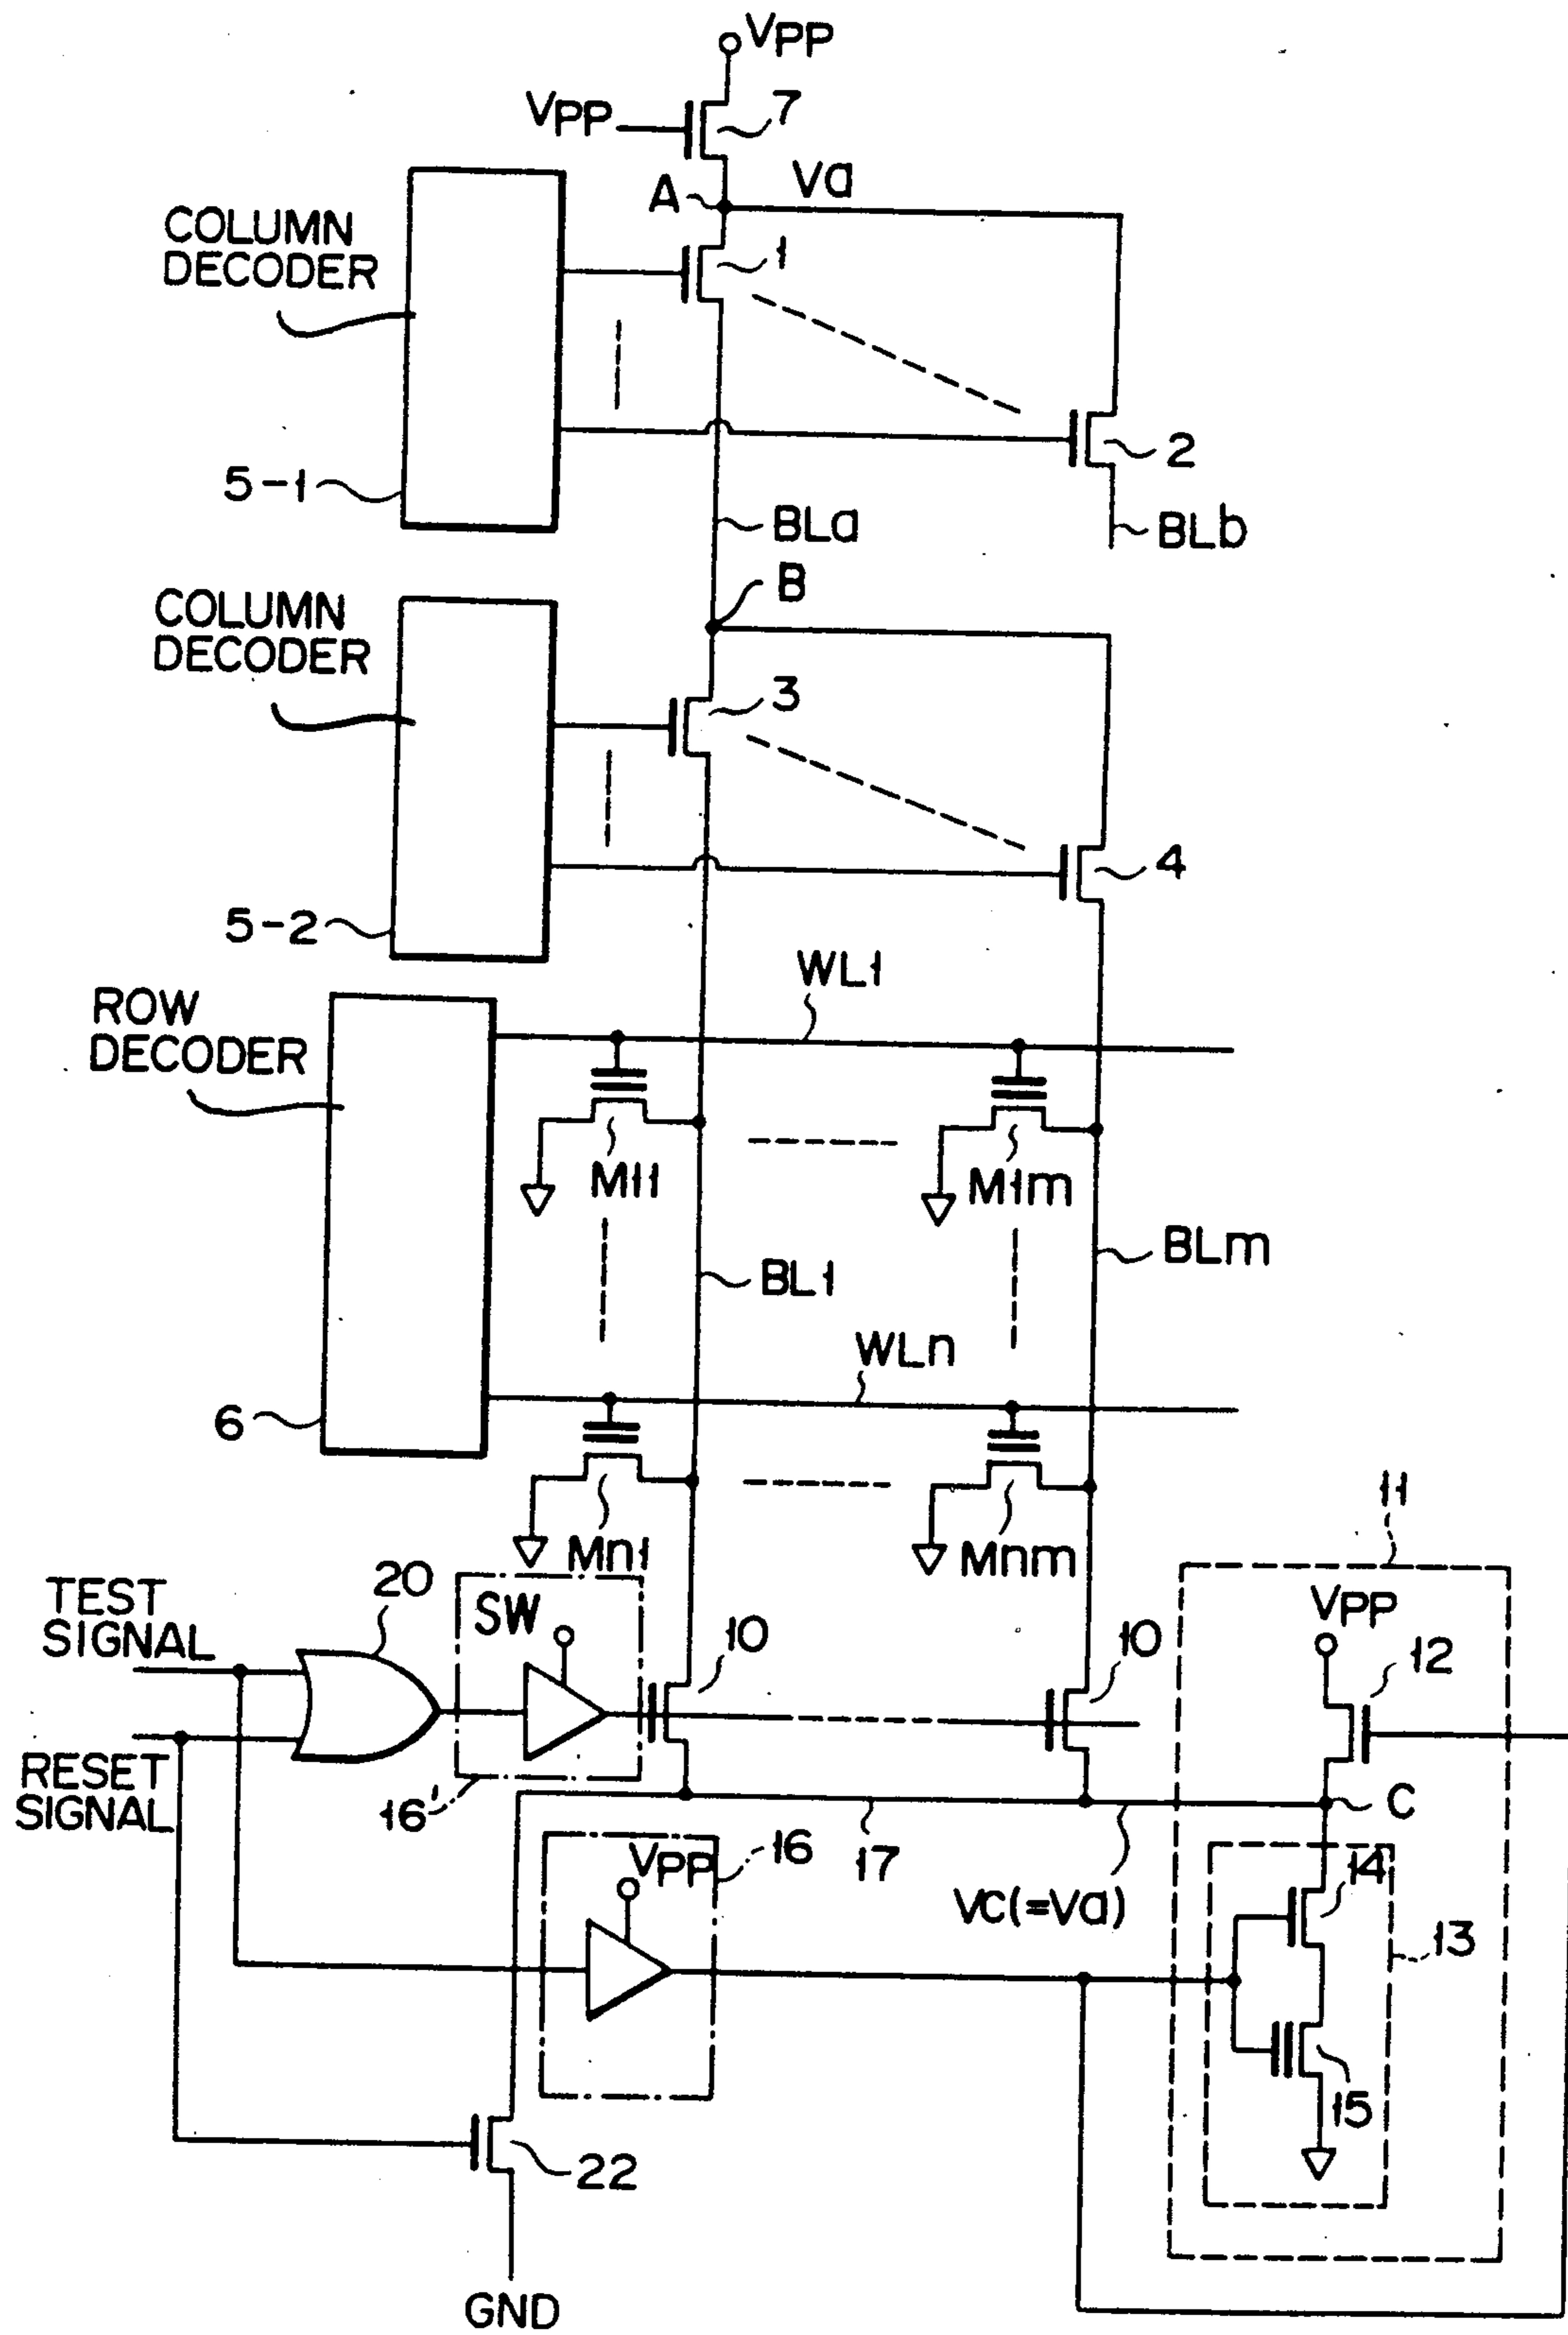 VPP
VPP
7
A
Va
COLUMN
DECODER
1
2
5-1
BLa
BLb
B
COLUMN
DECODER
3
4
5-2
WL1
ROW
DECODER
M11
M1m
BLm
BL1
WLn
6
Mn1
Mnm
11
TEST
SIGNAL
20
SW
10
10
VPP
12
RESET
SIGNAL
16'
17
C
VPP
16
VC(=Va)
14
13
15
22
GND